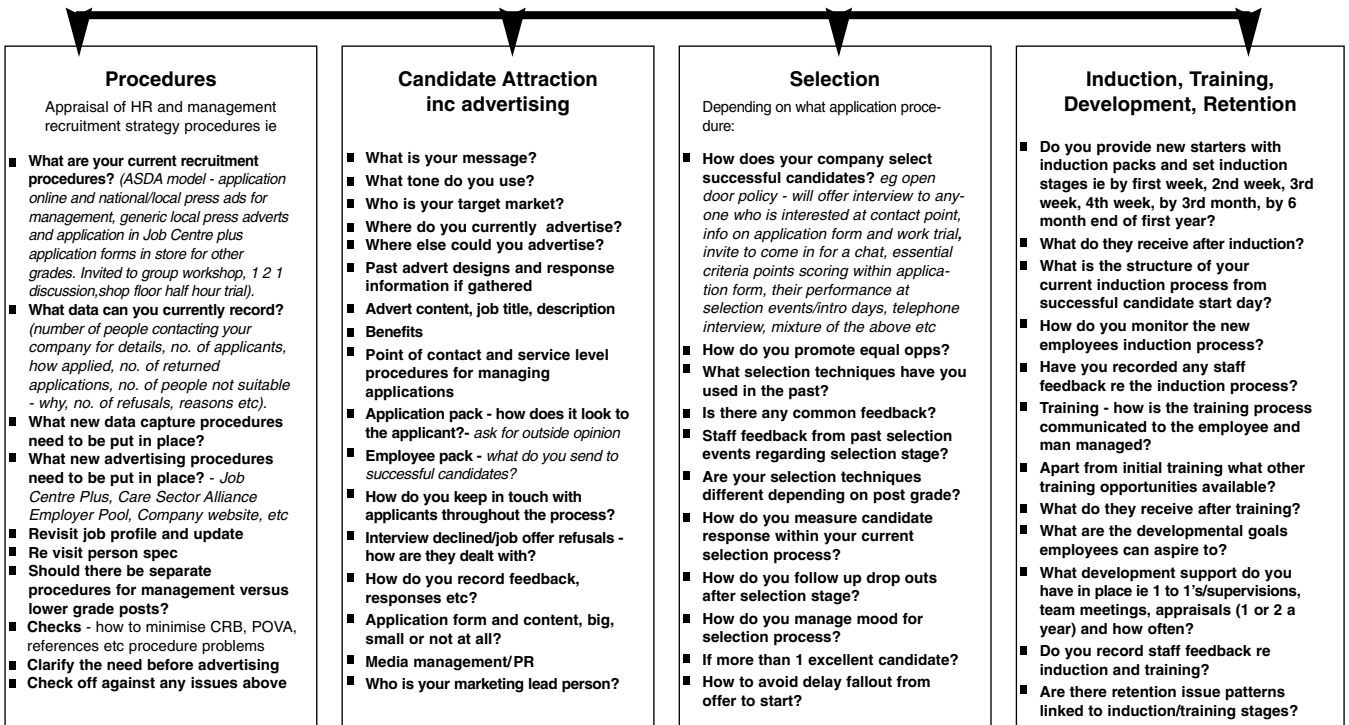 Procedures
Appraisal of HR and management
recruitment strategy procedures ie
■ What are your current recruitment
procedures? (ASDA model - application
online and national/local press ads for
management, generic local press adverts
and application in Job Centre plus
application forms in store for other
grades. Invited to group workshop, 1 2 1
discussion,shop floor half hour trial).
■ What data can you currently record?
(number of people contacting your
company for details, no. of applicants,
how applied, no. of returned
applications, no. of people not suitable
- why, no. of refusals, reasons etc).
■ What new data capture procedures
need to be put in place?
■ What new advertising procedures
need to be put in place? - Job
Centre Plus, Care Sector Alliance
Employer Pool, Company website, etc
■ Revisit job profile and update
■ Re visit person spec
■ Should there be separate
procedures for management versus
lower grade posts?
■ Checks - how to minimise CRB, POVA,
references etc procedure problems
■ Clarify the need before advertising
■ Check off against any issues above
Candidate Attraction
inc advertising
■ What is your message?
■ What tone do you use?
■ Who is your target market?
■ Where do you currently advertise?
■ Where else could you advertise?
■ Past advert designs and response
information if gathered
■ Advert content, job title, description
■ Benefits
■ Point of contact and service level
procedures for managing
applications
■ Application pack - how does it look to
the applicant?- ask for outside opinion
■ Employee pack - what do you send to
successful candidates?
■ How do you keep in touch with
applicants throughout the process?
■ Interview declined/job offer refusals -
how are they dealt with?
■ How do you record feedback,
responses etc?
■ Application form and content, big,
small or not at all?
■ Media management/PR
■ Who is your marketing lead person?
Selection
Depending on what application proce-
dure:
■ How does your company select
successful candidates? eg open
door policy - will offer interview to any-
one who is interested at contact point,
info on application form and work trial,
invite to come in for a chat, essential
criteria points scoring within applica-
tion form, their performance at
selection events/intro days, telephone
interview, mixture of the above etc
■ How do you promote equal opps?
■ What selection techniques have you
used in the past?
■ Is there any common feedback?
■ Staff feedback from past selection
events regarding selection stage?
■ Are your selection techniques
different depending on post grade?
■ How do you measure candidate
response within your current
selection process?
■ How do you follow up drop outs
after selection stage?
■ How do you manage mood for
selection process?
■ If more than 1 excellent candidate?
■ How to avoid delay fallout from
offer to start?
Induction, Training,
Development, Retention
■ Do you provide new starters with
induction packs and set induction
stages ie by first week, 2nd week, 3rd
week, 4th week, by 3rd month, by 6
month end of first year?
■ What do they receive after induction?
■ What is the structure of your
current induction process from
successful candidate start day?
■ How do you monitor the new
employees induction process?
■ Have you recorded any staff
feedback re the induction process?
■ Training - how is the training process
communicated to the employee and
man managed?
■ Apart from initial training what other
training opportunities available?
■ What do they receive after training?
■ What are the developmental goals
employees can aspire to?
■ What development support do you
have in place ie 1 to 1's/supervisions,
team meetings, appraisals (1 or 2 a
year) and how often?
■ Do you record staff feedback re
induction and training?
■ Are there retention issue patterns
linked to induction/training stages?